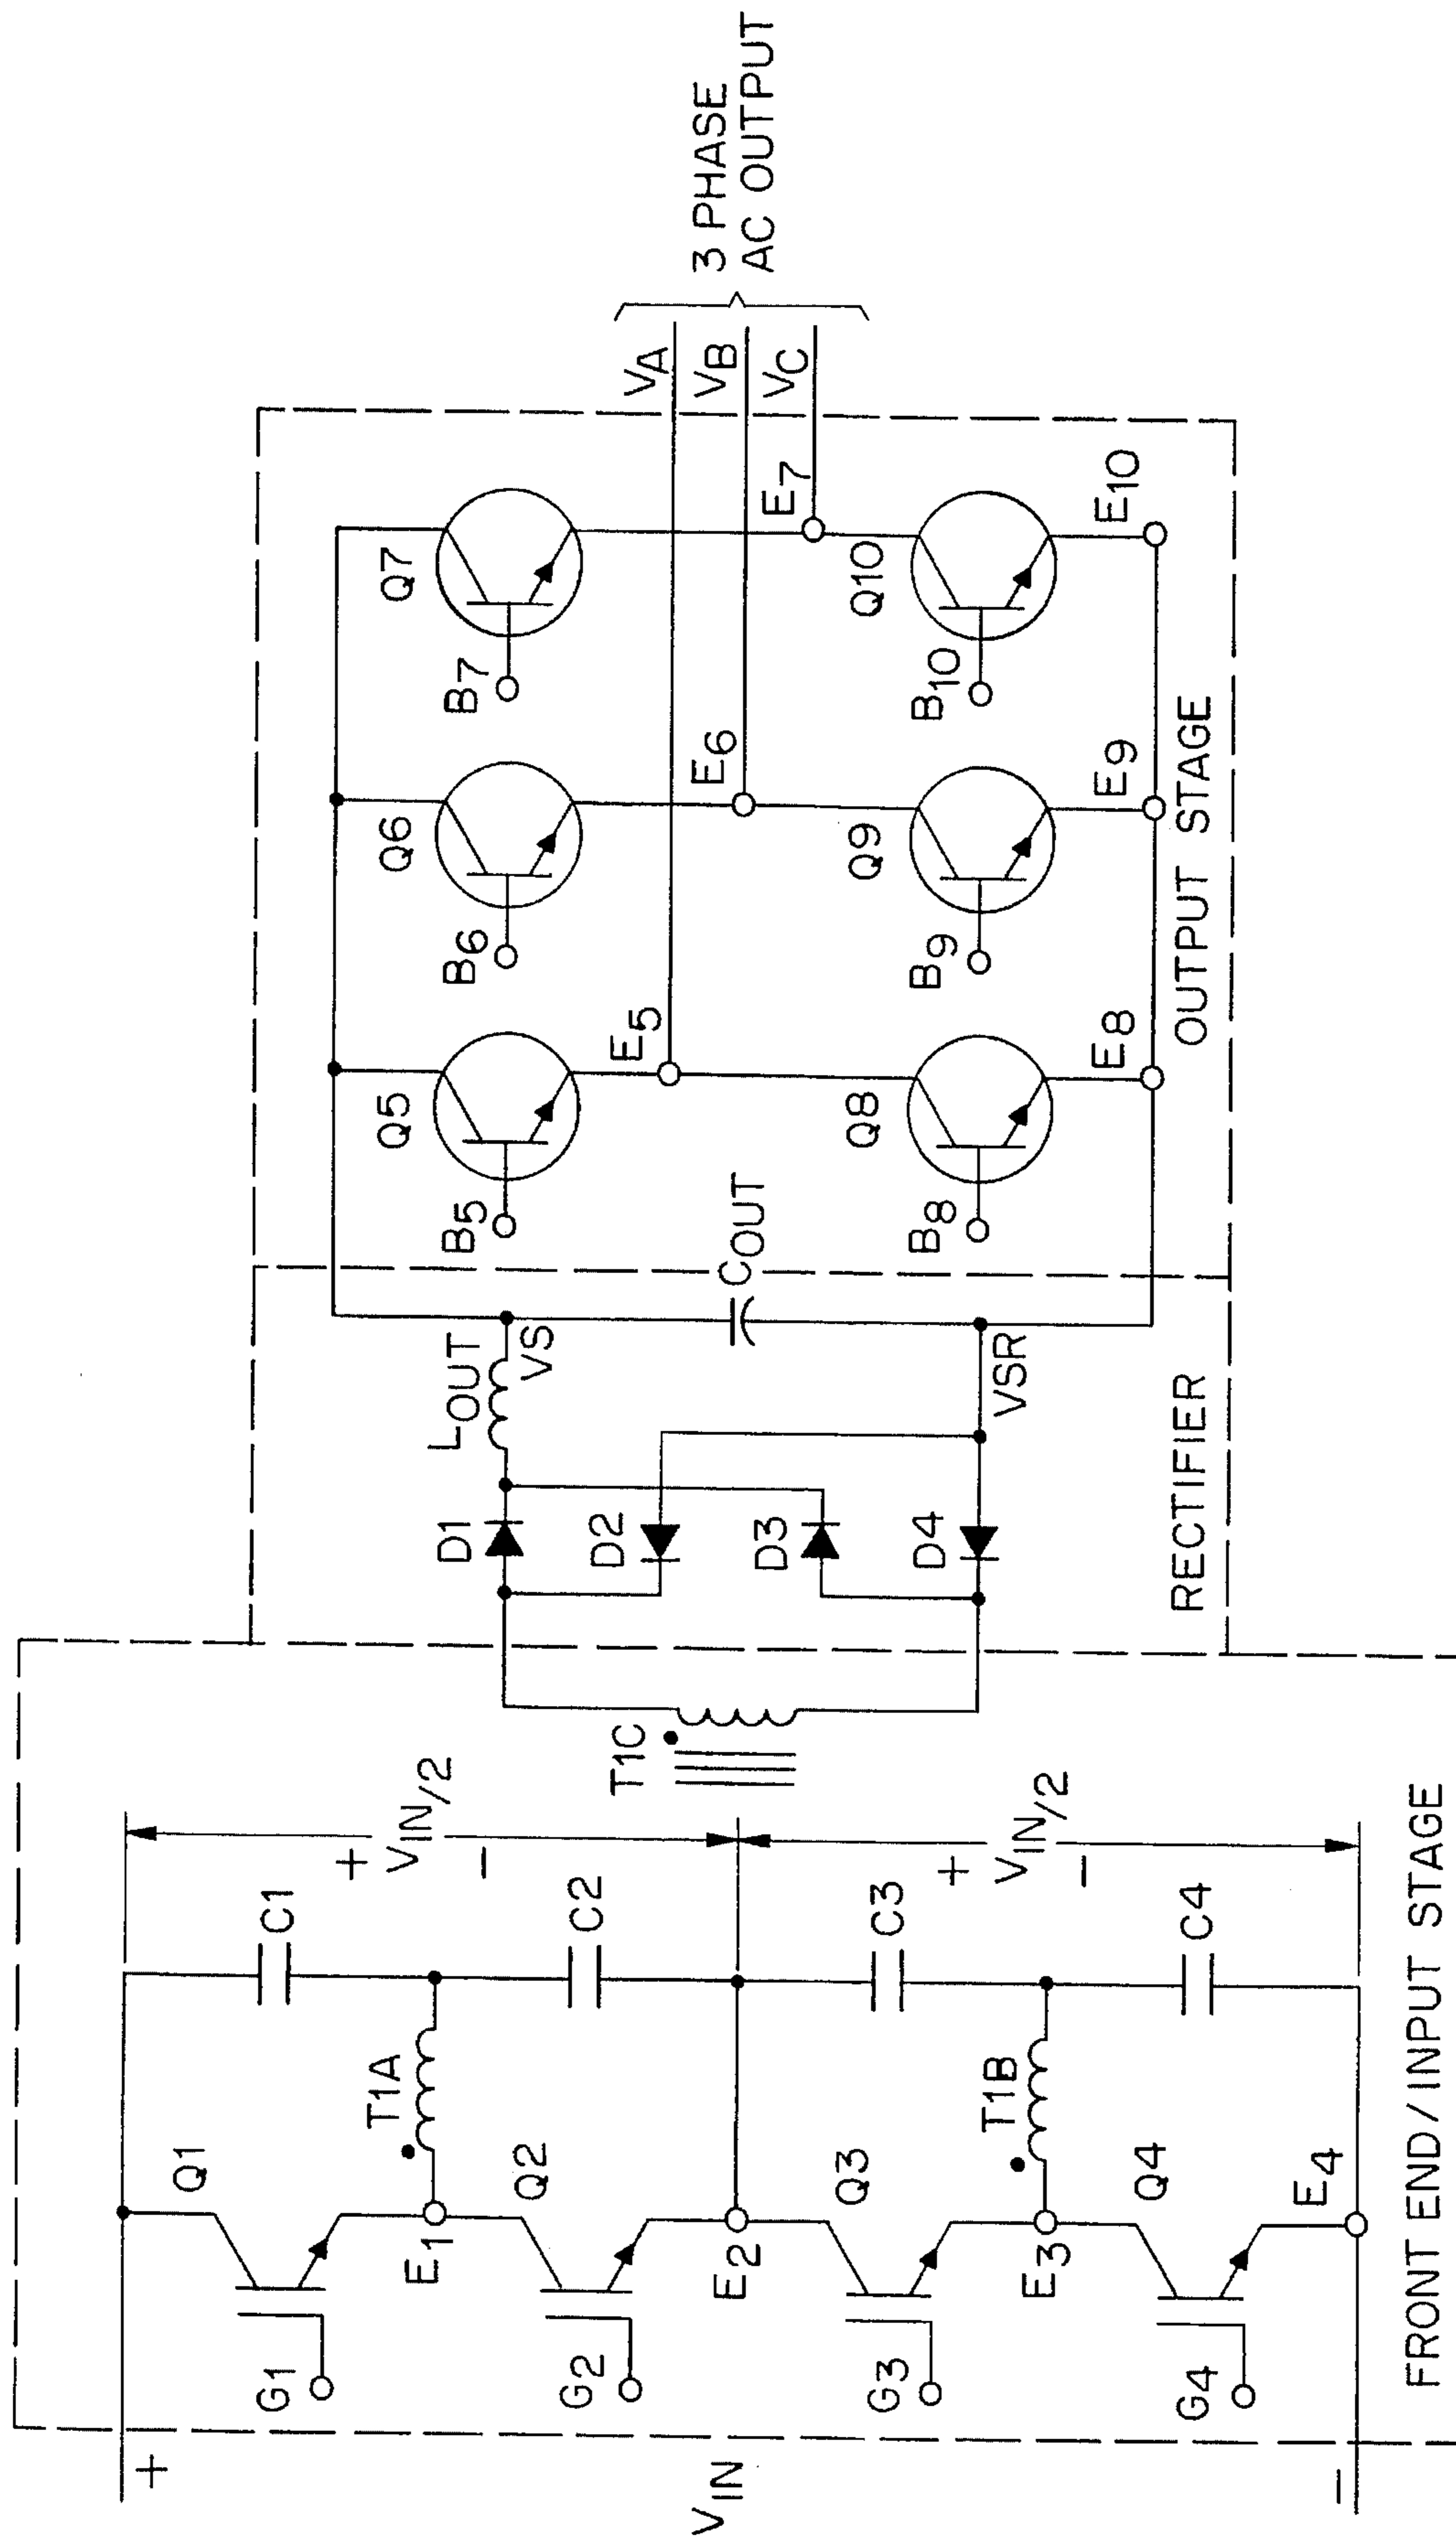 +
VIN
−
G1
Q1
E1
G2
Q2
E2
G3
Q3
E3
G4
Q4
E4
T1A
T1B
C1
C2
C3
C4
+
VIN/2
−
+
VIN/2
−
T1C
FRONT END/INPUT STAGE
D1
D2
D3
D4
LOUT
VS
VSR
COUT
RECTIFIER
B5
Q5
E5
B6
Q6
E6
B7
Q7
E7
B8
Q8
E8
B9
Q9
E9
B10
Q10
E10
OUTPUT STAGE
VA
VB
VC
3 PHASE
AC OUTPUT